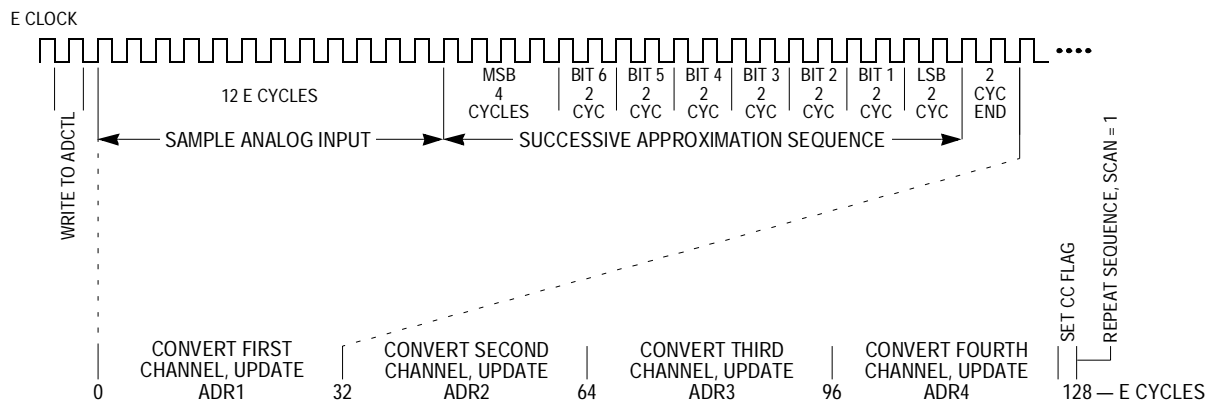 E CLOCK
WRITE TO ADCTL
12 E CYCLES
MSB
4
CYCLES
BIT 6
2
CYC
BIT 5
2
CYC
BIT 4
2
CYC
BIT 3
2
CYC
BIT 2
2
CYC
BIT 1
2
CYC
LSB
2
CYC
2
CYC
END
SAMPLE ANALOG INPUT
SUCCESSIVE APPROXIMATION SEQUENCE
SET CC FLAG
REPEAT SEQUENCE, SCAN = 1
CONVERT FIRST
CHANNEL, UPDATE
ADR1
CONVERT SECOND
CHANNEL, UPDATE
ADR2
CONVERT THIRD
CHANNEL, UPDATE
ADR3
CONVERT FOURTH
CHANNEL, UPDATE
ADR4
0
32
64
96
128 — E CYCLES